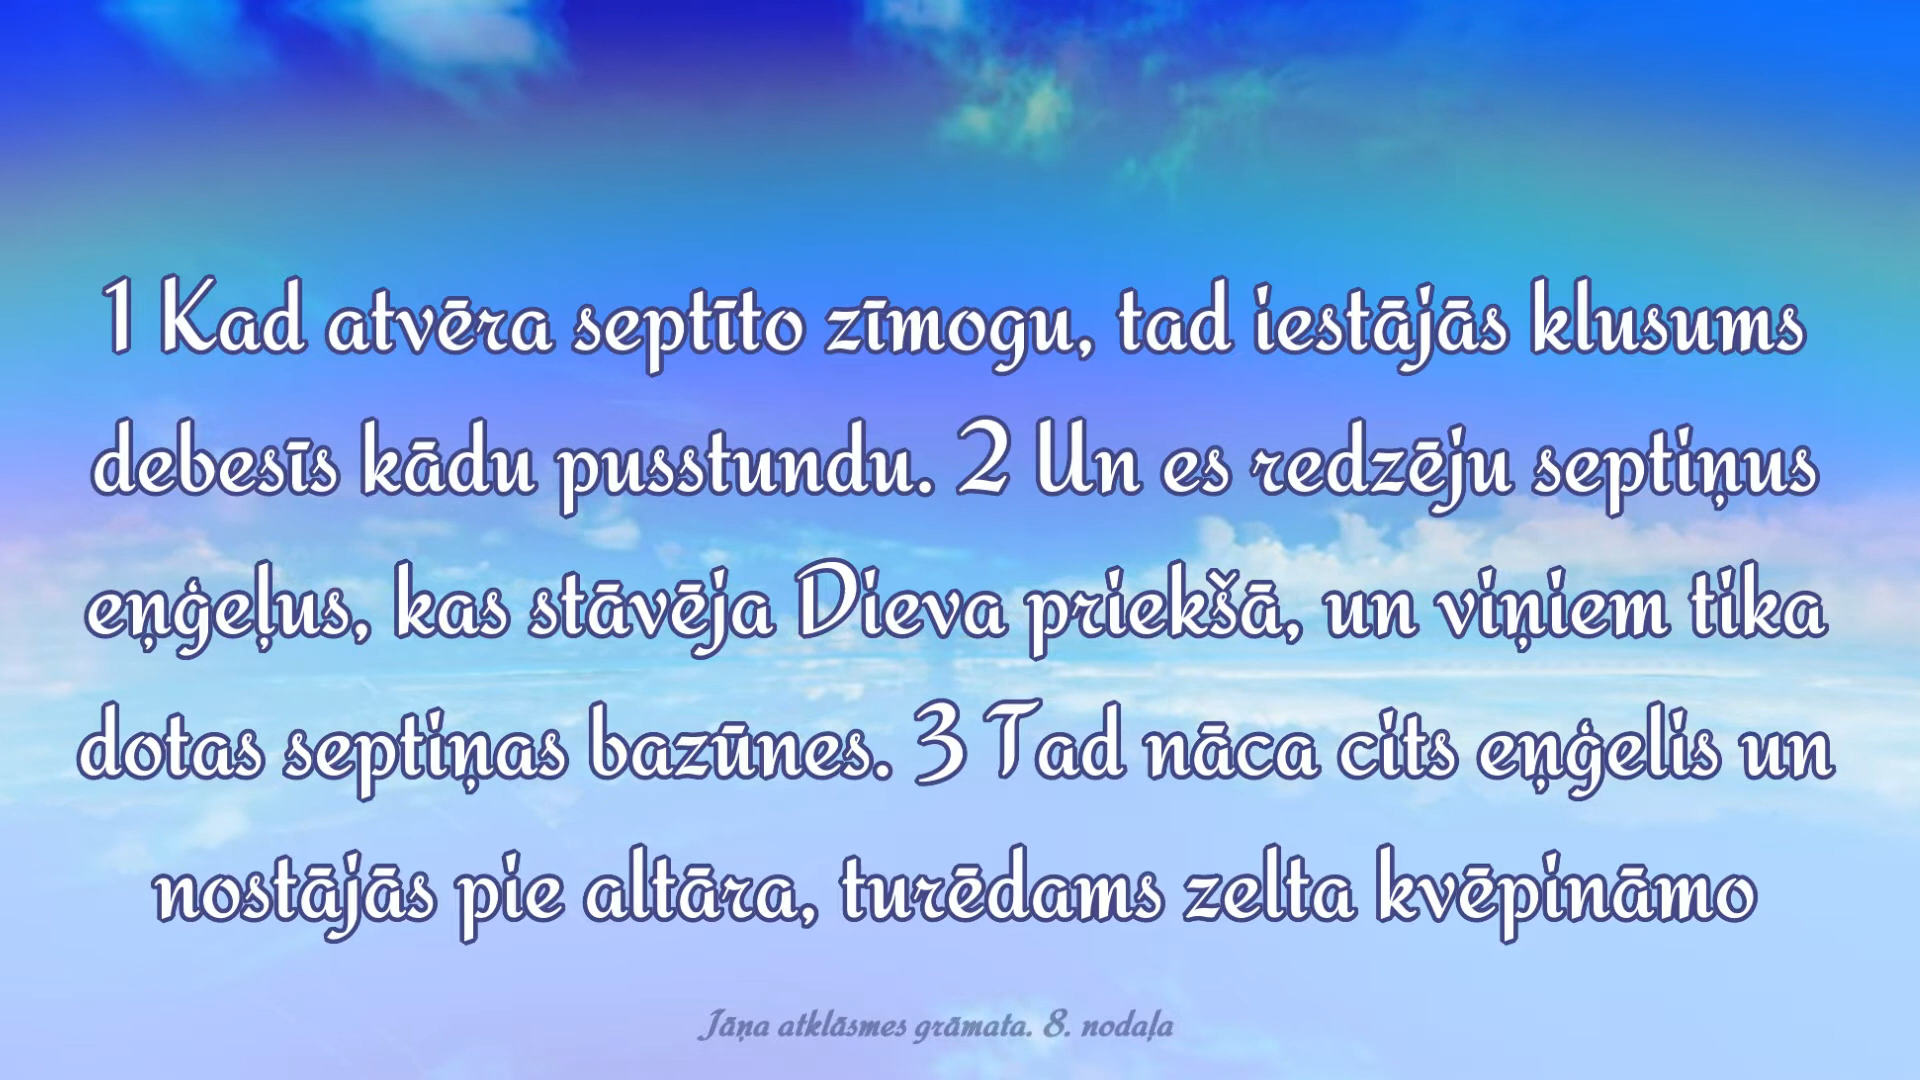 1 Kad atvēra septīto zīmogu, tad iestājās klusums
debesīs kādu pusstundu. 2 Un es redzēju septiņus
eņģeļus, kas stāvēja Dieva priekšā, un viņiem tika
dotas septiņas bazūnes. 3 Tad nāca cits eņģelis un
nostājās pie altāra, turēdams zelta kvēpināmo
Jāņa atklāsmes grāmata. 8. nodaļa